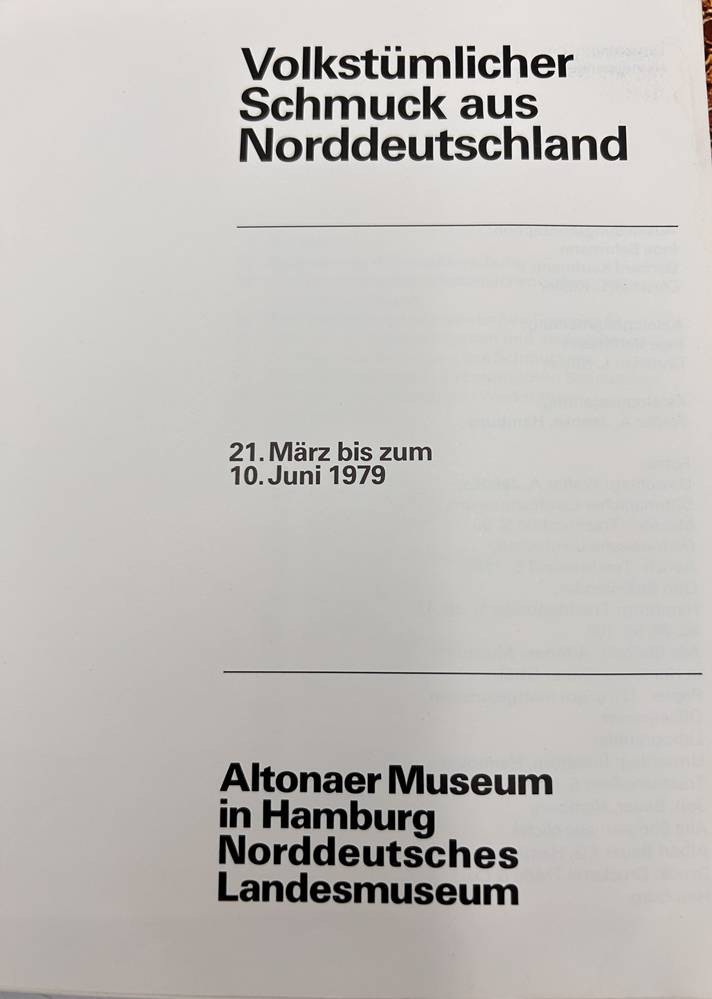 Volkstümlicher
Schmuck aus
Norddeutschland
21. März bis zum
10. Juni 1979
Altonaer Museum
in Hamburg
Norddeutsches
Landesmuseum